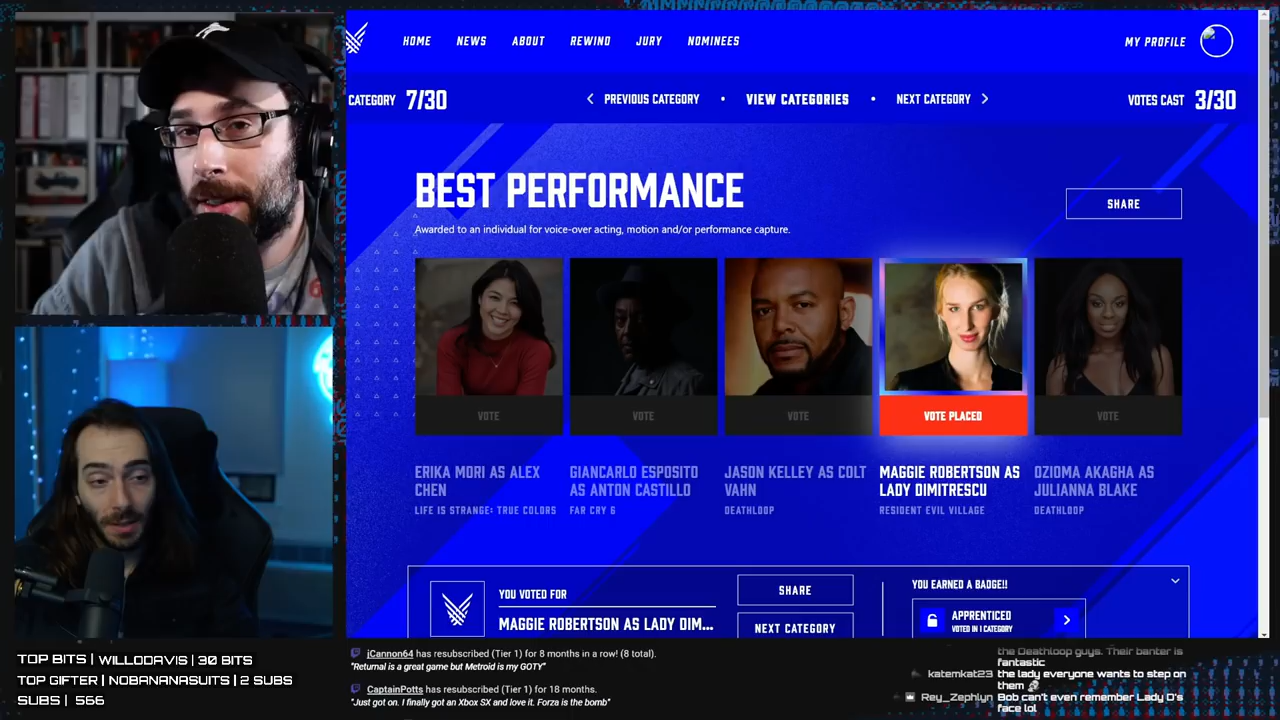 HOME NEWS ABOUT REWIND JURY NOMINEES
MY PROFILE
CATEGORY 7/30
PREVIOUS CATEGORY • VIEW CATEGORIES • NEXT CATEGORY
VOTES CAST 3/30
BEST PERFORMANCE
SHARE
Awarded to an individual for voice-over acting, motion and/or performance capture.
VOTE VOTE VOTE VOTE PLACED VOTE
ERIKA MORI AS ALEX
CHEN
LIFE IS STRANGE: TRUE COLORS
GIANCARLO ESPOSITO
AS ANTON CASTILLO
FAR CRY 6
JASON KELLEY AS COLT
VAHN
DEATHLOOP
MAGGIE ROBERTSON AS
LADY DIMITRESCU
RESIDENT EVIL VILLAGE
OZIOMA AKAGHA AS
JULIANNA BLAKE
DEATHLOOP
YOU VOTED FOR
MAGGIE ROBERTSON AS LADY DIM...
SHARE
NEXT CATEGORY
YOU EARNED A BADGE!!
APPRENTICED
VOTED IN 1 CATEGORY
TOP BITS | WILLODAVIS | 30 BITS
TOP GIFTER | NOBANANASUITS | 2 SUBS
SUBS | 566
jCannon64 has resubscribed (Tier 1) for 8 months in a row! (8 total).
"Returnal is a great game but Metroid is my GOTY"
CaptainPotts has resubscribed (Tier 1) for 18 months.
"Just got on. I finally got an Xbox SX and love it. Forza is the bomb"
the Deathloop guys. Their banter is
fantastic
katemkat23 the lady everyone wants to step on
them
Rey_Zephlyn Bob can't even remember Lady D's
face lol